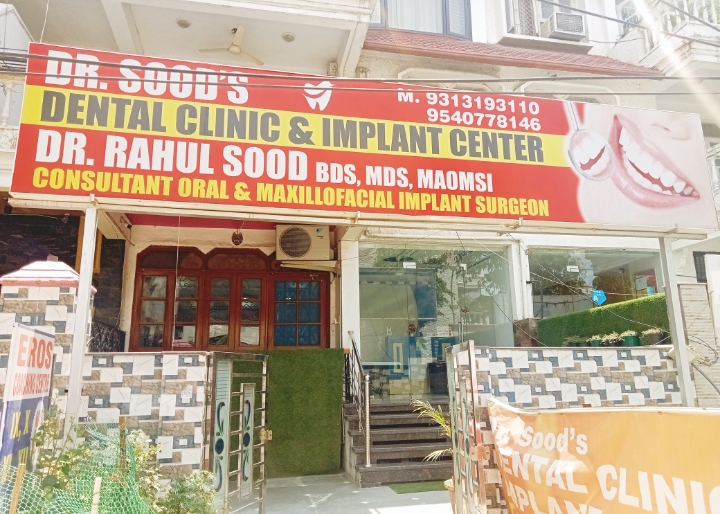 DR. SOOD'S
M. 9313193110
9540778146
DENTAL CLINIC & IMPLANT CENTER
DR. RAHUL SOOD BDS, MDS, MAOMSI
CONSULTANT ORAL & MAXILLOFACIAL IMPLANT SURGEON
EROS
Sood's
DENTAL CLINIC